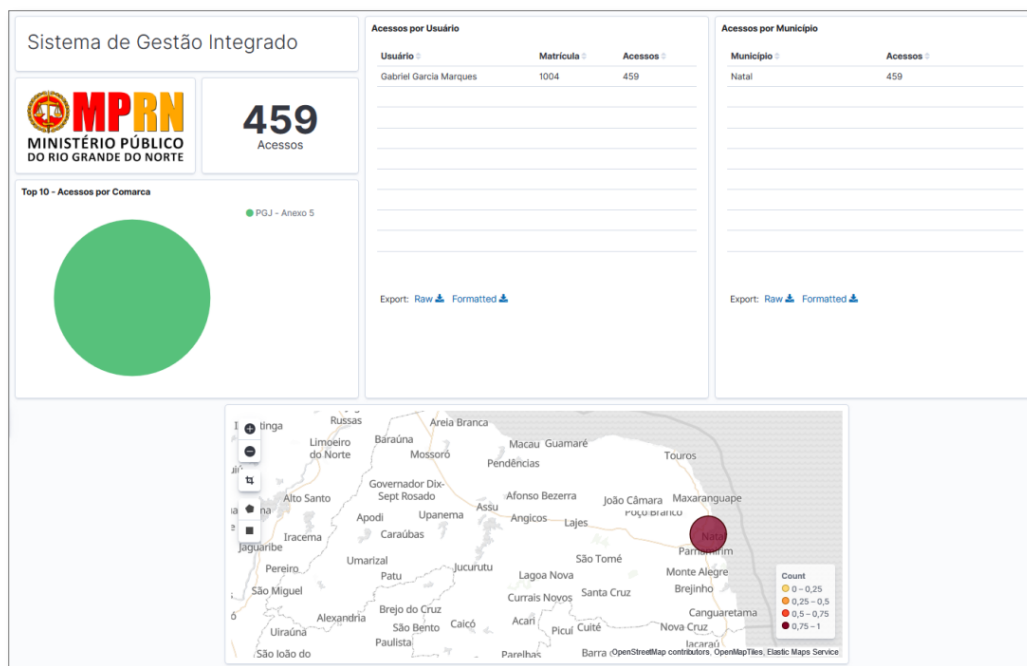 Sistema de Gestão Integrado
MPRN
MINISTÉRIO PÚBLICO
DO RIO GRANDE DO NORTE
459
Acessos
Top 10 - Acessos por Comarca
PGJ - Anexo 5
Acessos por Usuário
Usuário Matrícula Acessos
Gabriel Garcia Marques 1004 459
Export: Raw Formatted
Acessos por Município
Município Acessos
Natal 459
Export: Raw Formatted
Russas
Areia Branca
Limoeiro
do Norte
Baraúna
Mossoró
Macau Guamaré
Pendências
Touros
Governador Dix-
Sept Rosado
Alto Santo
Afonso Bezerra
João Câmara
Maxaranguape
Poço Branco
Apodi
Upanema
Assu
Angicos
Lajes
Iracema
Caraúbas
Natal
Parnamirim
Jaguaribe
Pereiro
Umarizal
Jucurutu
São Tomé
Patu
Lagoa Nova
Monte Alegre
Brejinho
São Miguel
Currais Novos
Santa Cruz
Alexandria
Brejo do Cruz
Caicó
Acari
Canguaretama
Uiraúna
São Bento
Picuí
Cuité
Nova Cruz
Paulista
Jacaraú
São João do
Parelhas
Barra
Count
0 – 0,25
0,25 – 0,5
0,5 – 0,75
0,75 – 1
OpenStreetMap contributors, OpenMapTiles, Elastic Maps Service